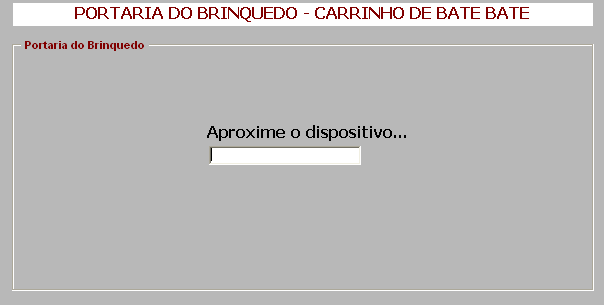 PORTARIA DO BRINQUEDO - CARRINHO DE BATE BATE
Portaria do Brinquedo
Aproxime o dispositivo...